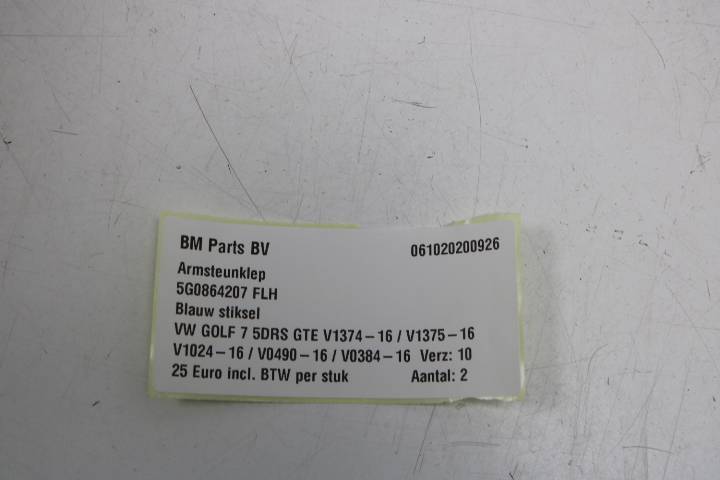 BM Parts BV 061020200926
Armsteunklep
5G0864207 FLH
Blauw stiksel
VW GOLF 7 5DRS GTE V1374-16 / V1375-16
V1024-16 / V0490-16 / V0384-16 Verz: 10
25 Euro incl. BTW per stuk Aantal: 2